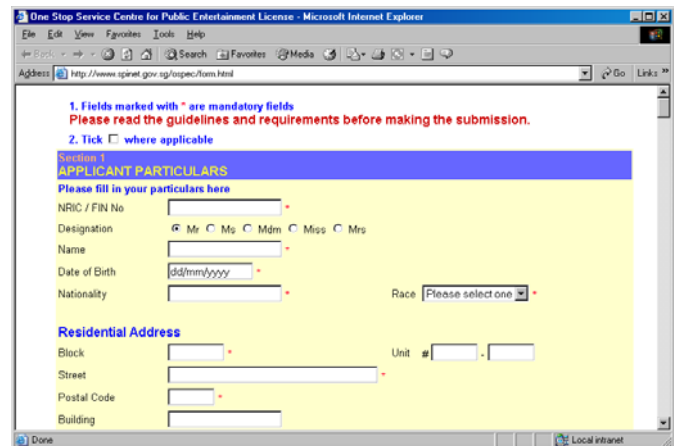 One Stop Service Centre for Public Entertainment License - Microsoft Internet Explorer
File Edit View Favorites Tools Help
Back Search Favorites Media
Address http://www.spinet.gov.sg/ospec/form.html Go Links »
1. Fields marked with * are mandatory fields
Please read the guidelines and requirements before making the submission.
2. Tick where applicable
Section 1
APPLICANT PARTICULARS
Please fill in your particulars here
NRIC / FIN No *
Designation Mr Ms Mdm Miss Mrs
Name *
Date of Birth dd/mm/yyyy *
Nationality * Race Please select one *
Residential Address
Block * Unit # -
Street *
Postal Code *
Building
Done Local intranet